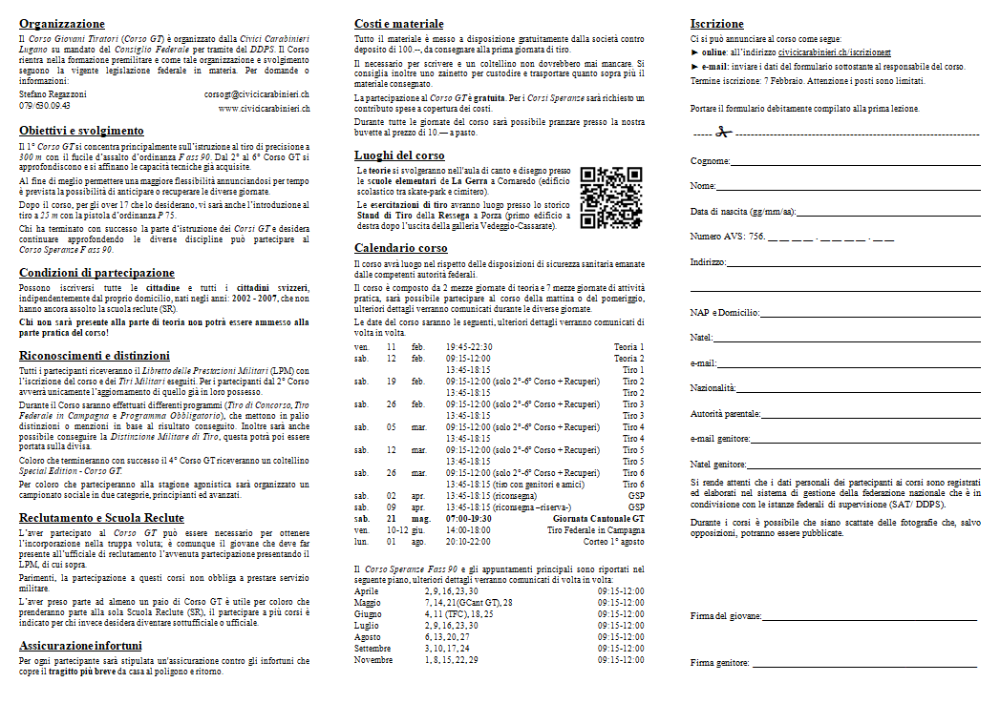 Organizzazione
Il Corso Giovani Tiratori (Corso GT) è organizzato dalla Civici Carabinieri
Lugano su mandato del Consiglio Federale per tramite del DDPS. Il Corso
rientra nella formazione premilitare e come tale organizzazione e svolgimento
seguono la vigente legislazione federale in materia. Per domande o
informazioni:
Stefano Regazzoni corsogt@civicicarabinieri.ch
079/630.09.43 www.civicicarabinieri.ch
Obiettivi e svolgimento
Il 1° Corso GT si concentra principalmente sull'istruzione al tiro di precisione a
300 m con il fucile d'assalto d'ordinanza F ass 90. Dal 2° al 6° Corso GT si
approfondiscono e si affinano le capacità tecniche già acquisite.
Al fine di meglio permettere una maggiore flessibilità annunciandosi per tempo
è prevista la possibilità di anticipare o recuperare le diverse giornate.
Dopo il corso, per gli over 17 che lo desiderano, vi sarà anche l'introduzione al
tiro a 25 m con la pistola d'ordinanza P 75.
Chi ha terminato con successo la parte d'istruzione dei Corsi GT e desidera
continuare approfondendo le diverse discipline può partecipare al
Corso Speranze F ass 90.
Condizioni di partecipazione
Possono iscriversi tutte le cittadine e tutti i cittadini svizzeri,
indipendentemente dal proprio domicilio, nati negli anni: 2002 - 2007, che non
hanno ancora assolto la scuola reclute (SR).
Chi non sarà presente alla parte di teoria non potrà essere ammesso alla
parte pratica del corso!
Riconoscimenti e distinzioni
Tutti i partecipanti riceveranno il Libretto delle Prestazioni Militari (LPM) con
l'iscrizione del corso e dei Tiri Militari eseguiti. Per i partecipanti dal 2° Corso
avverrà unicamente l'aggiornamento di quello già in loro possesso.
Durante il Corso saranno effettuati differenti programmi (Tiro di Concorso, Tiro
Federale in Campagna e Programma Obbligatorio), che mettono in palio
distinzioni o menzioni in base al risultato conseguito. Inoltre sarà anche
possibile conseguire la Distinzione Militare di Tiro, questa potrà poi essere
portata sulla divisa.
Coloro che termineranno con successo il 4° Corso GT riceveranno un coltellino
Special Edition - Corso GT.
Per coloro che parteciperanno alla stagione agonistica sarà organizzato un
campionato sociale in due categorie, principianti ed avanzati.
Reclutamento e Scuola Reclute
L'aver partecipato al Corso GT può essere necessario per ottenere
l'incorporazione nella truppa voluta; è comunque il giovane che deve far
presente all'ufficiale di reclutamento l'avvenuta partecipazione presentando il
LPM, di cui sopra.
Parimenti, la partecipazione a questi corsi non obbliga a prestare servizio
militare.
L'aver preso parte ad almeno un paio di Corso GT è utile per coloro che
prenderanno parte alla sola Scuola Reclute (SR), il partecipare a più corsi è
indicato per chi invece desidera diventare sottufficiale o ufficiale.
Assicurazione infortuni
Per ogni partecipante sarà stipulata un'assicurazione contro gli infortuni che
copre il tragitto più breve da casa al poligono e ritorno.
Costi e materiale
Tutto il materiale è messo a disposizione gratuitamente dalla società contro
deposito di 100.--, da consegnare alla prima giornata di tiro.
Il necessario per scrivere e un coltellino non dovrebbero mai mancare. Si
consiglia inoltre uno zainetto per custodire e trasportare quanto sopra più il
materiale consegnato.
La partecipazione al Corso GT è gratuita. Per i Corsi Speranze sarà richiesto un
contributo spese a copertura dei costi.
Durante tutte le giornate del corso sarà possibile pranzare presso la nostra
buvette al prezzo di 10.— a pasto.
Luoghi del corso
Le teorie si svolgeranno nell'aula di canto e disegno presso
le scuole elementari de La Gerra a Cornaredo (edificio
scolastico tra skate-park e cimitero).
Le esercitazioni di tiro avranno luogo presso lo storico
Stand di Tiro della Ressega a Porza (primo edificio a
destra dopo l'uscita della galleria Vedeggio-Cassarate).
Calendario corso
Il corso avrà luogo nel rispetto delle disposizioni di sicurezza sanitaria emanate
dalle competenti autorità federali.
Il corso è composto da 2 mezze giornate di teoria e 7 mezze giornate di attività
pratica, sarà possibile partecipare al corso della mattina o del pomeriggio,
ulteriori dettagli verranno comunicati durante le diverse giornate.
Le date del corso saranno le seguenti, ulteriori dettagli verranno comunicati di
volta in volta.
ven. 11 feb. 19:45-22:30 Teoria 1
sab. 12 feb. 09:15-12:00 Teoria 2
13:45-18:15 Tiro 1
sab. 19 feb. 09:15-12:00 (solo 2°-6° Corso + Recuperi) Tiro 2
13:45-18:15 Tiro 2
sab. 26 feb. 09:15-12:00 (solo 2°-6° Corso + Recuperi) Tiro 3
13:45-18:15 Tiro 3
sab. 05 mar. 09:15-12:00 (solo 2°-6° Corso + Recuperi) Tiro 4
13:45-18:15 Tiro 4
sab. 12 mar. 09:15-12:00 (solo 2°-6° Corso + Recuperi) Tiro 5
13:45-18:15 Tiro 5
sab. 26 mar. 09:15-12:00 (solo 2°-6° Corso + Recuperi) Tiro 6
13:45-18:15 (tiro con genitori e amici) Tiro 6
sab. 02 apr. 13:45-18:15 (riconsegna) GSP
sab. 09 apr. 13:45-18:15 (riconsegna –riserva-) GSP
sab. 21 mag. 07:00-19:30 Giornata Cantonale GT
ven. 10-12 giu. 14:00-18:00 Tiro Federale in Campagna
lun. 01 ago. 20:10-22:00 Corteo 1° agosto
Il Corso Speranze Fass 90 e gli appuntamenti principali sono riportati nel
seguente piano, ulteriori dettagli verranno comunicati di volta in volta:
Aprile 2, 9, 16, 23, 30 09:15-12:00
Maggio 7, 14, 21(GCant GT), 28 09:15-12:00
Giugno 4, 11 (TFC), 18, 25 09:15-12:00
Luglio 2, 9, 16, 23, 30 09:15-12:00
Agosto 6, 13, 20, 27 09:15-12:00
Settembre 3, 10, 17, 24 09:15-12:00
Novembre 1, 8, 15, 22, 29 09:15-12:00
Iscrizione
Ci si può annunciare al corso come segue:
► online: all'indirizzo civicicarabinieri.ch/iscrizionegt
► e-mail: inviare i dati del formulario sottostante al responsabile del corso.
Termine iscrizione: 7 Febbraio. Attenzione i posti sono limitati.
Portare il formulario debitamente compilato alla prima lezione.
Cognome:
Nome:
Data di nascita (gg/mm/aa):
Numero AVS: 756. __ __ __ __ . __ __ __ __ . __ __
Indirizzo:
NAP e Domicilio:
Natel:
e-mail:
Nazionalità:
Autorità parentale:
e-mail genitore:
Natel genitore:
Si rende attenti che i dati personali dei partecipanti ai corsi sono registrati
ed elaborati nel sistema di gestione della federazione nazionale che è in
condivisione con le istanze federali di supervisione (SAT/ DDPS).
Durante i corsi è possibile che siano scattate delle fotografie che, salvo
opposizioni, potranno essere pubblicate.
Firma del giovane:
Firma genitore: